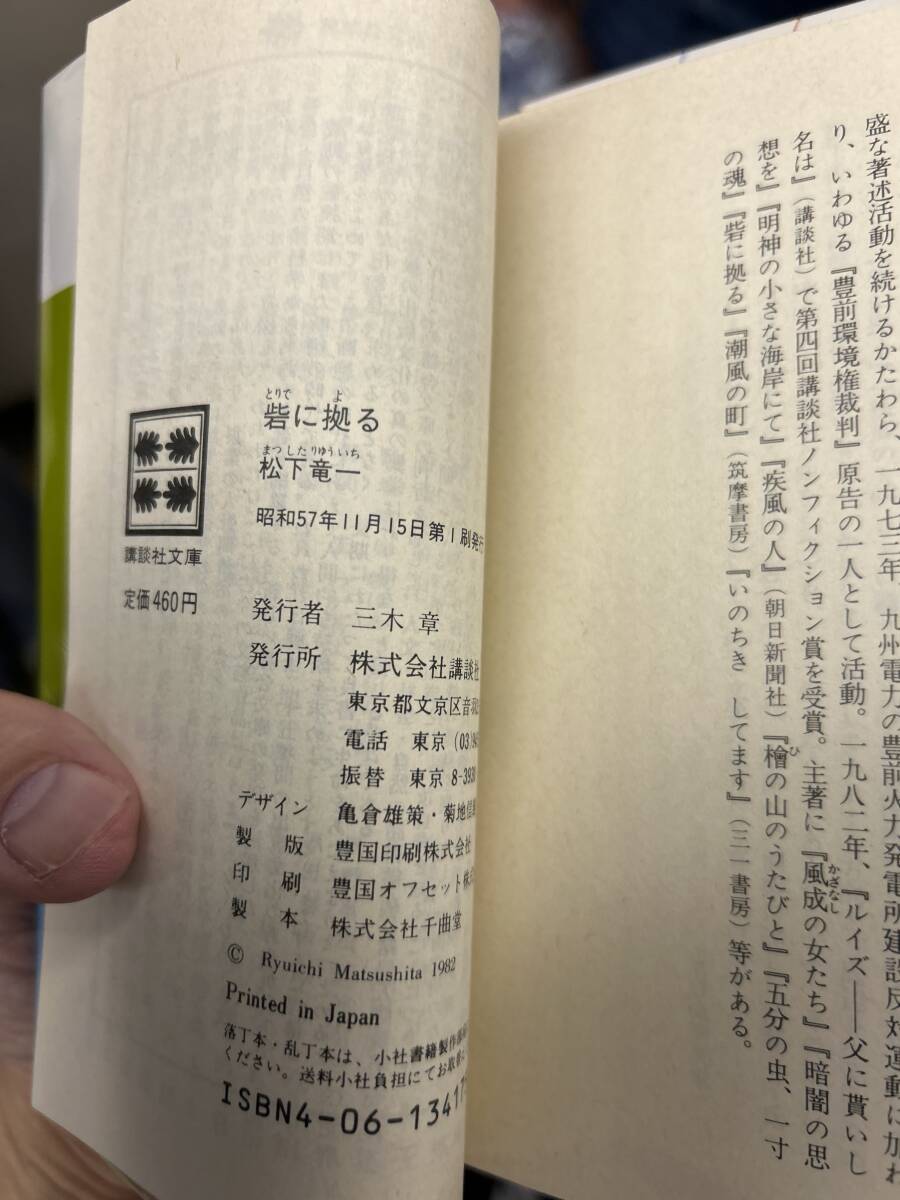 盛な著述活動を続けるかたわら、一九七三年、九州電力の豊前火力発電所建設反対運動に加わ
り、いわゆる『豊前環境権裁判』原告の一人として活動。一九八二年、『ルイズ――父に貰いし
名は』（講談社）で第四回講談社ノンフィクション賞を受賞。主著に『風成の女たち』『暗闇の思
かざなし
想を』『明神の小さな海岸にて』『疾風の人』（朝日新聞社）『檜の山のうたびと』『五分の虫、一寸
ひ
の魂』『砦に拠る』『潮風の町』（筑摩書房）『いのちき してます』（三一書房）等がある。
とりで よ
砦に拠る
まつ した りゆう いち
松下竜一
昭和57年11月15日第1刷発行
講談社文庫
定価460円
発行者 三木 章
発行所 株式会社講談社
東京都文京区音羽
電話 東京 (03)
振替 東京 8-3930
デザイン 亀倉雄策・菊地信
製版 豊国印刷株式会社
印刷 豊国オフセット株式
製本 株式会社千曲堂
© Ryuichi Matsushita 1982
Printed in Japan
落丁本・乱丁本は、小社書籍製作部
ください。送料小社負担にてお取替
ISBN4-06-13417